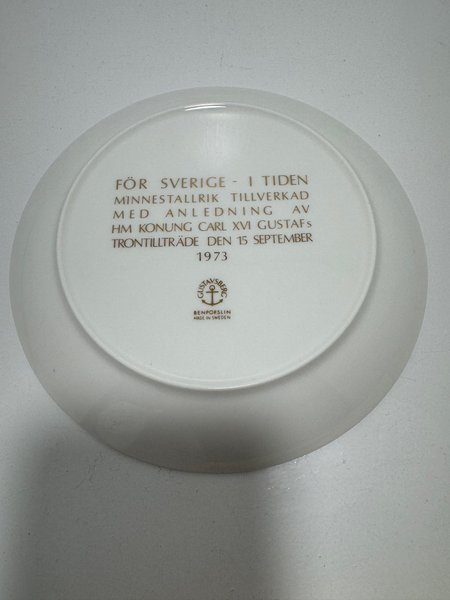 FÖR SVERIGE - I TIDEN
MINNESTALLRIK TILLVERKAD
MED ANLEDNING AV
HM KONUNG CARL XVI GUSTAFs
TRONTILLTRÄDE DEN 15 SEPTEMBER
1973
GUSTAVSBERG
BENPORSLIN
MADE IN SWEDEN